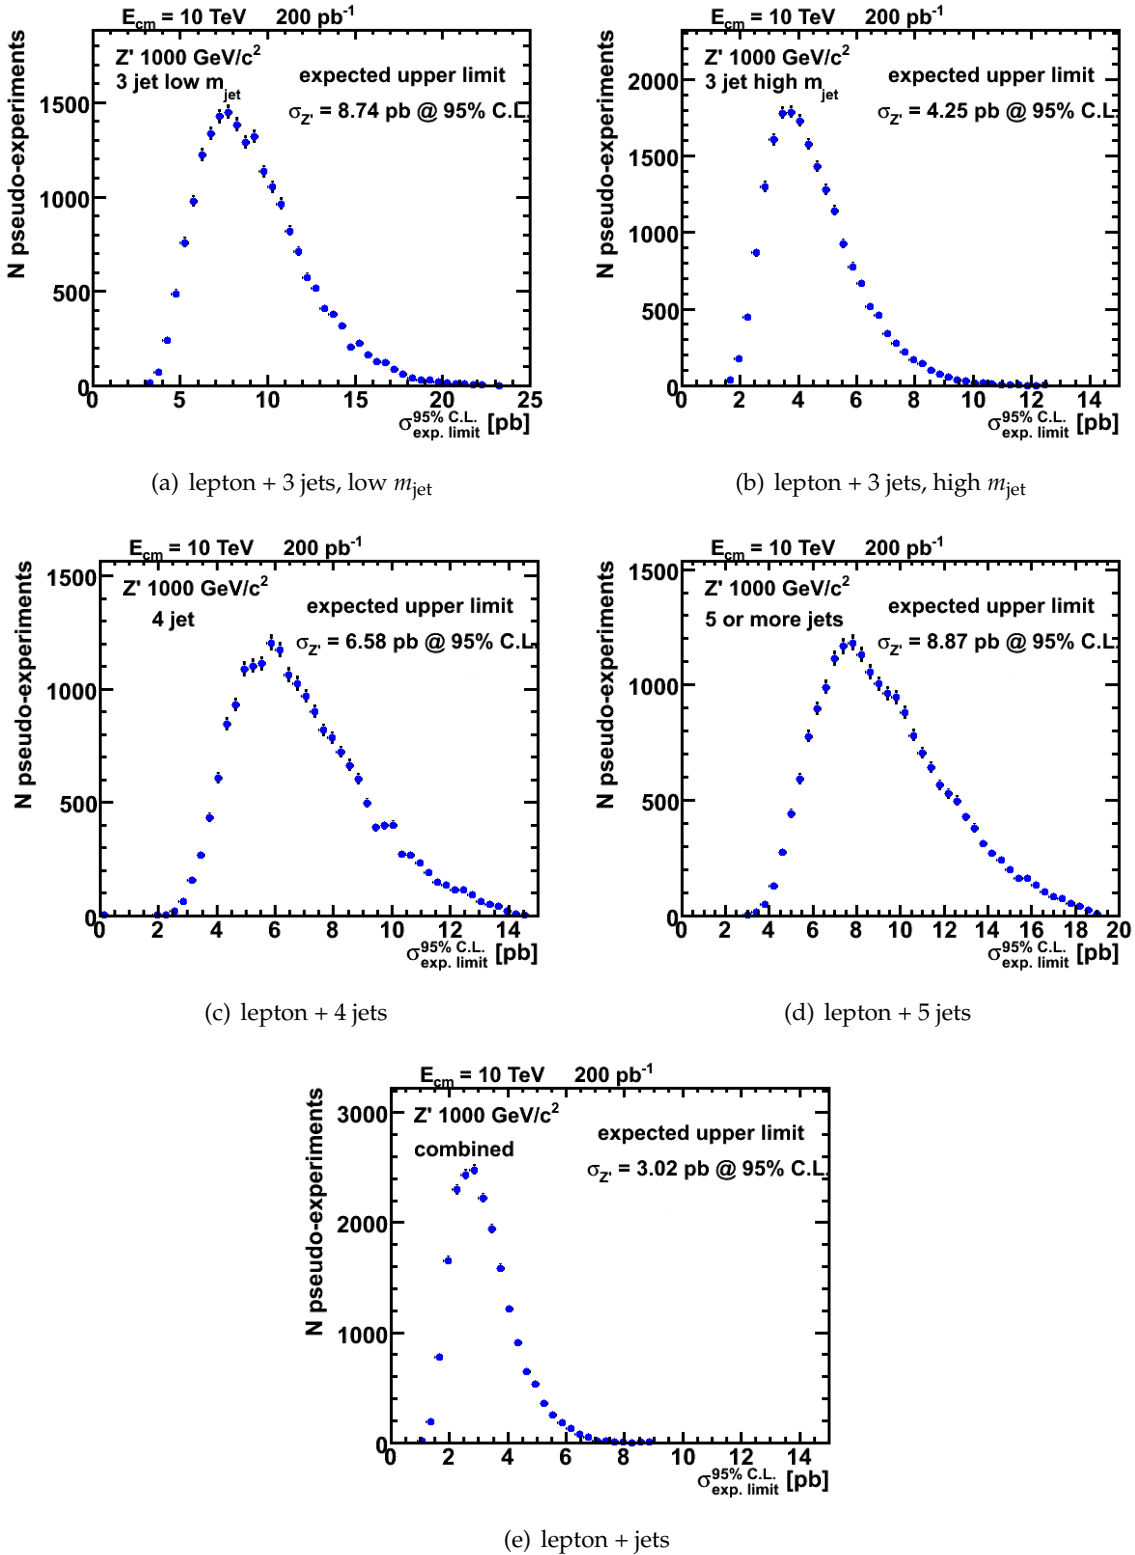 E_cm = 10 TeV 200 pb^-1
Z' 1000 GeV/c^2
3 jet low m_jet
expected upper limit
σ_Z' = 8.74 pb @ 95% C.L.
N pseudo-experiments
1500
1000
500
0
0 5 10 15 20 25
σ^95% C.L._exp. limit [pb]
(a) lepton + 3 jets, low m_jet
E_cm = 10 TeV 200 pb^-1
Z' 1000 GeV/c^2
3 jet high m_jet
expected upper limit
σ_Z' = 4.25 pb @ 95% C.L.
N pseudo-experiments
2000
1500
1000
500
0
0 2 4 6 8 10 12 14
σ^95% C.L._exp. limit [pb]
(b) lepton + 3 jets, high m_jet
E_cm = 10 TeV 200 pb^-1
Z' 1000 GeV/c^2
4 jet
expected upper limit
σ_Z' = 6.58 pb @ 95% C.L.
N pseudo-experiments
1500
1000
500
0
0 2 4 6 8 10 12 14
σ^95% C.L._exp. limit [pb]
(c) lepton + 4 jets
E_cm = 10 TeV 200 pb^-1
Z' 1000 GeV/c^2
5 or more jets
expected upper limit
σ_Z' = 8.87 pb @ 95% C.L.
N pseudo-experiments
1500
1000
500
0
0 2 4 6 8 10 12 14 16 18 20
σ^95% C.L._exp. limit [pb]
(d) lepton + 5 jets
E_cm = 10 TeV 200 pb^-1
Z' 1000 GeV/c^2
combined
expected upper limit
σ_Z' = 3.02 pb @ 95% C.L.
N pseudo-experiments
3000
2000
1000
0
0 2 4 6 8 10 12 14
σ^95% C.L._exp. limit [pb]
(e) lepton + jets